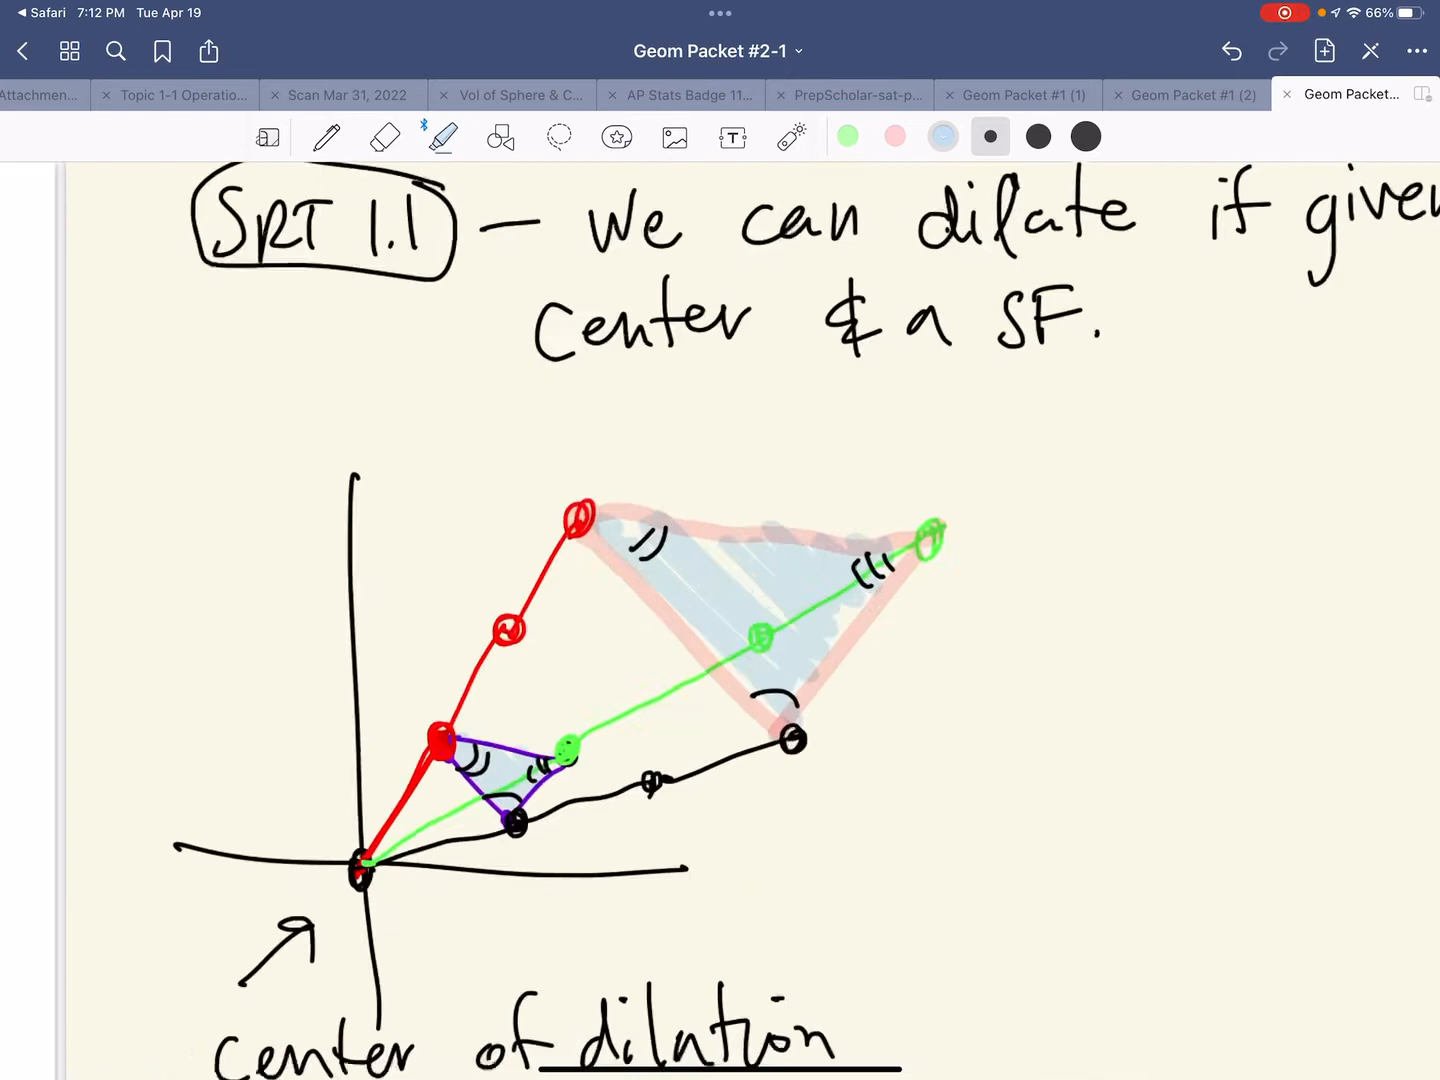 Safari 7:12 PM Tue Apr 19
66%
Geom Packet #2-1
Attachmen...
Topic 1-1 Operatio...
Scan Mar 31, 2022
Vol of Sphere & C...
AP Stats Badge 11...
PrepScholar-sat-p...
Geom Packet #1 (1)
Geom Packet #1 (2)
Geom Packet...
T
SRT 1.1 — We can dilate if given
center & a SF.
center of dilation